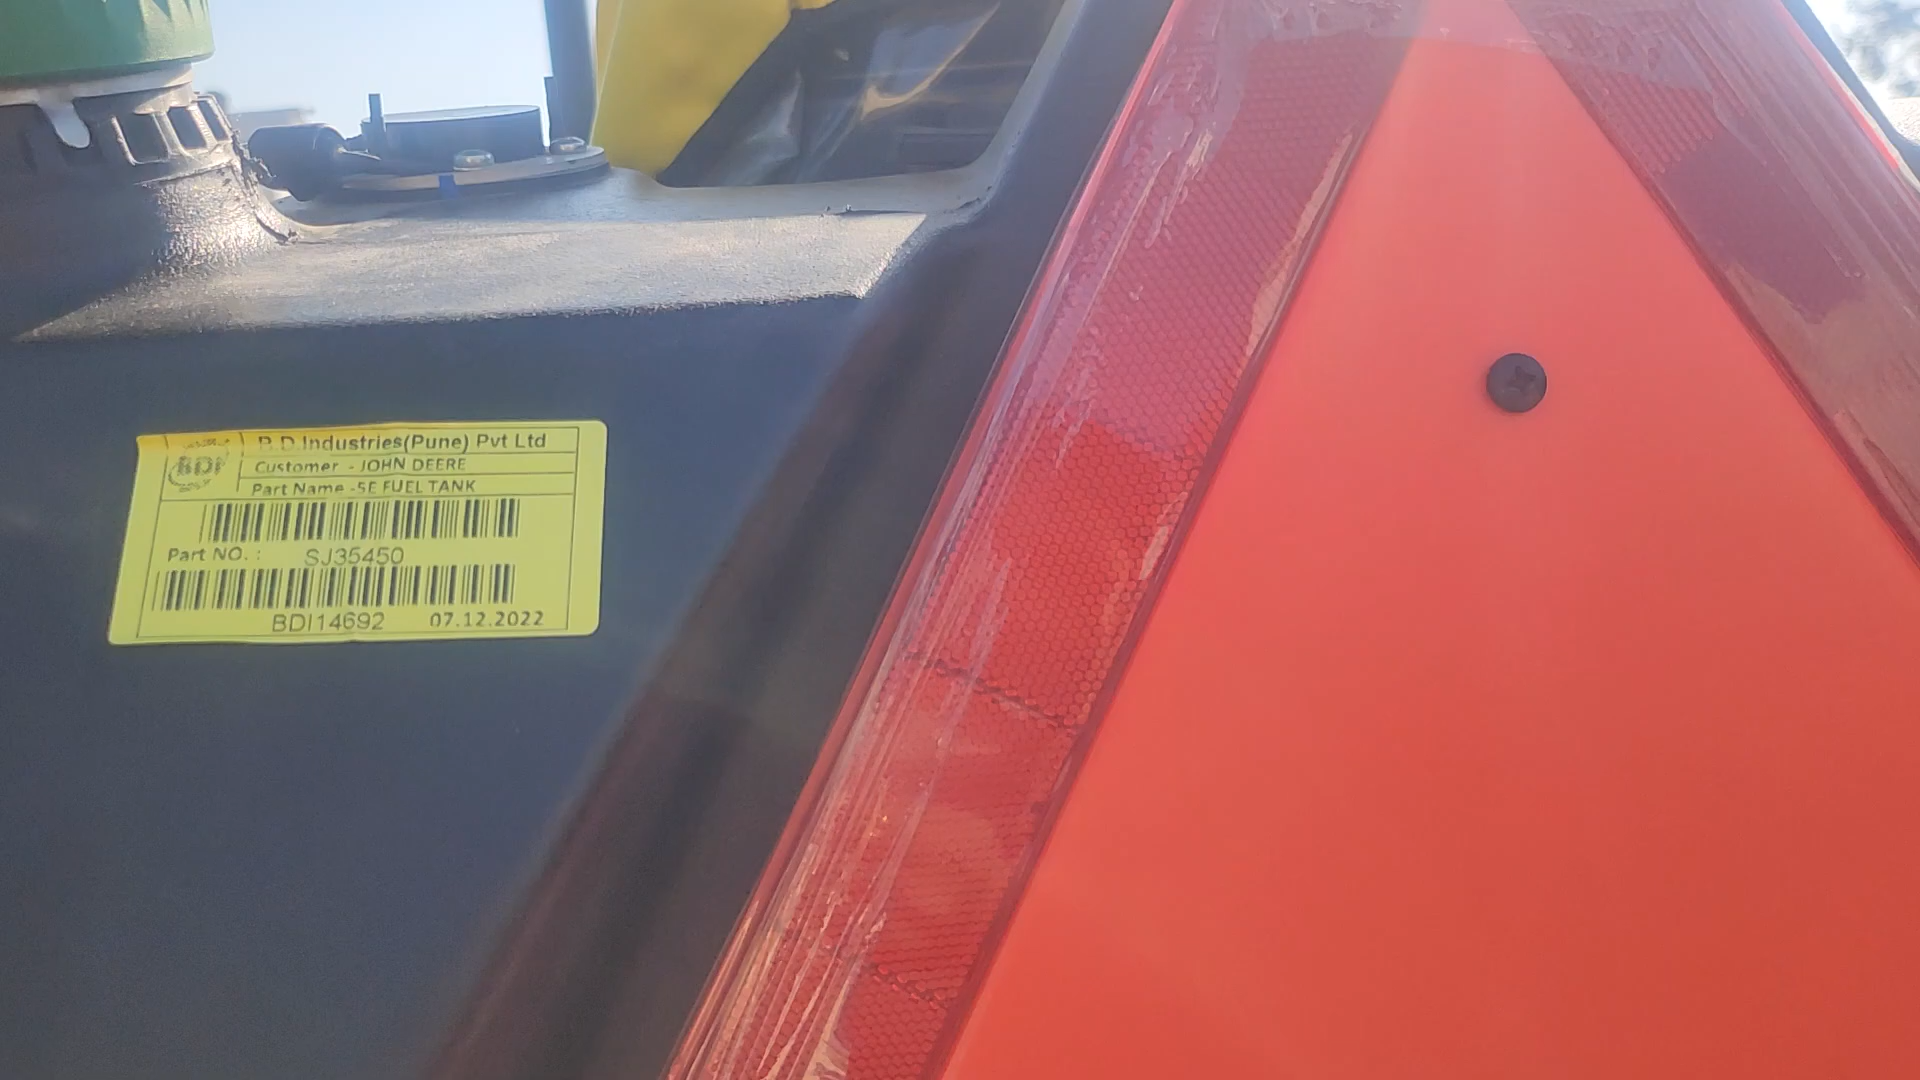 BDI
B.D.Industries(Pune) Pvt Ltd
Customer - JOHN DEERE
Part Name -5E FUEL TANK
Part NO. : SJ35450
BDI14692 07.12.2022